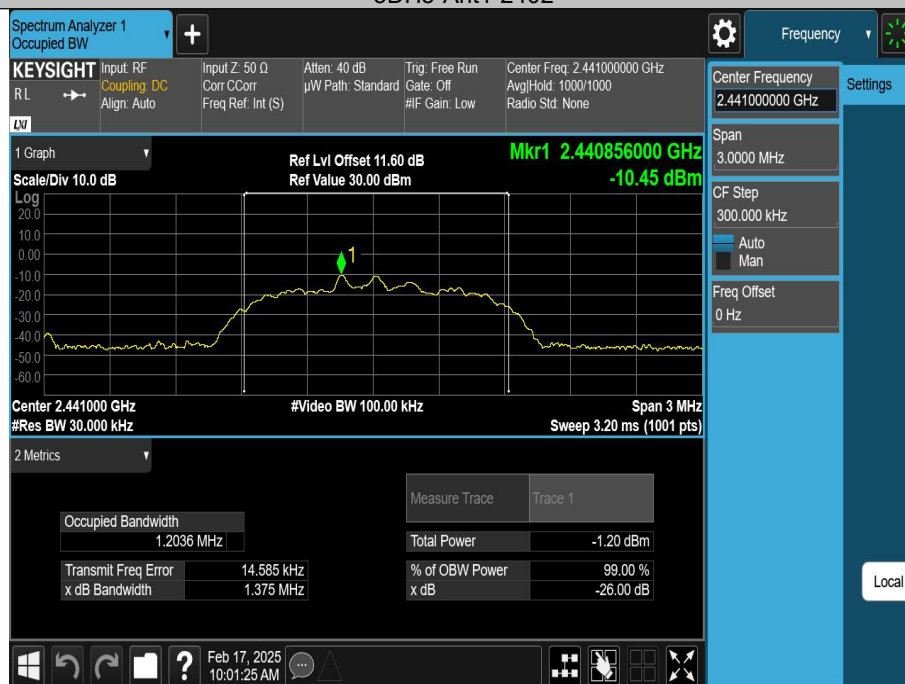 Spectrum Analyzer 1
Occupied BW
Frequency
KEYSIGHT
RL
LXI
Input: RF
Coupling: DC
Align: Auto
Input Z: 50 Ω
Corr CCorr
Freq Ref: Int (S)
Atten: 40 dB
µW Path: Standard
Trig: Free Run
Gate: Off
#IF Gain: Low
Center Freq: 2.441000000 GHz
Avg|Hold: 1000/1000
Radio Std: None
Center Frequency
2.441000000 GHz
Settings
Span
3.0000 MHz
CF Step
300.000 kHz
Auto
Man
Freq Offset
0 Hz
Local
1 Graph
Scale/Div 10.0 dB
Ref Lvl Offset 11.60 dB
Ref Value 30.00 dBm
Mkr1 2.440856000 GHz
-10.45 dBm
Log
20.0
10.0
0.00
-10.0
-20.0
-30.0
-40.0
-50.0
-60.0
1
Center 2.441000 GHz
#Video BW 100.00 kHz
Span 3 MHz
#Res BW 30.000 kHz
Sweep 3.20 ms (1001 pts)
2 Metrics
Measure Trace Trace 1
Occupied Bandwidth
1.2036 MHz
Total Power -1.20 dBm
Transmit Freq Error 14.585 kHz
% of OBW Power 99.00 %
x dB Bandwidth 1.375 MHz
x dB -26.00 dB
Feb 17, 2025
10:01:25 AM